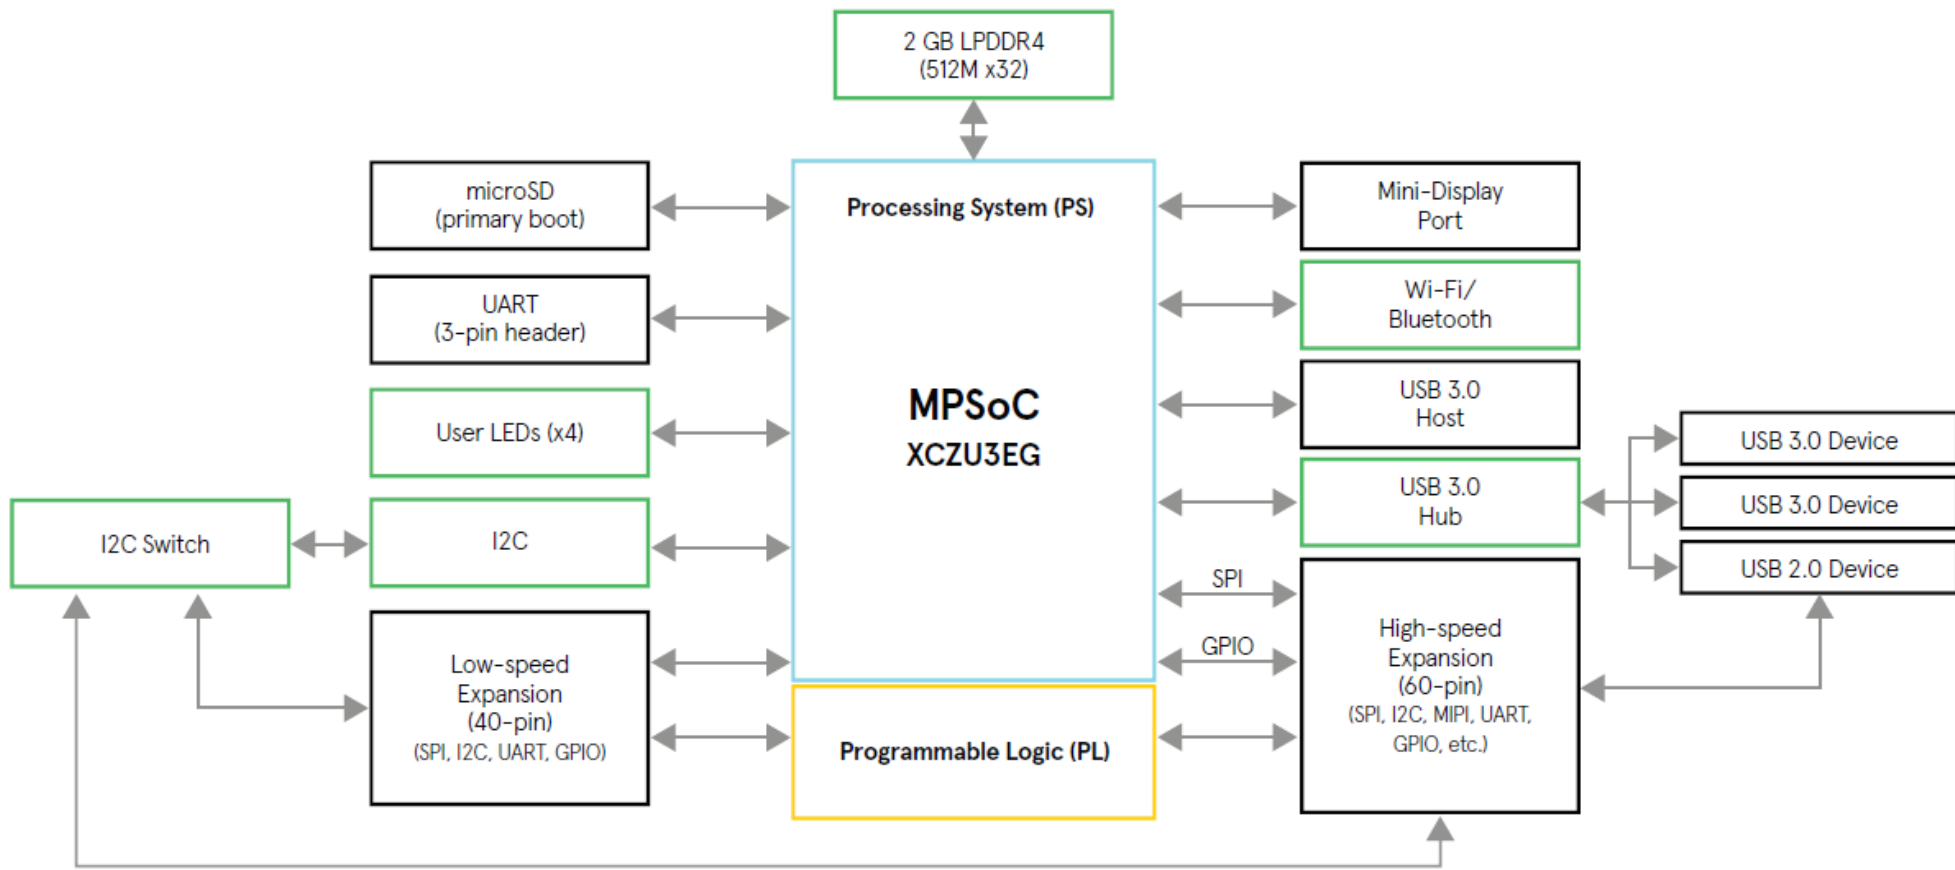 2 GB LPDDR4
(512M x32)
microSD
(primary boot)
UART
(3-pin header)
User LEDs (x4)
I2C Switch
I2C
Low-speed
Expansion
(40-pin)
(SPI, I2C, UART, GPIO)
Processing System (PS)
MPSoC
XCZU3EG
Programmable Logic (PL)
Mini-Display
Port
Wi-Fi/
Bluetooth
USB 3.0
Host
USB 3.0
Hub
SPI
GPIO
High-speed
Expansion
(60-pin)
(SPI, I2C, MIPI, UART,
GPIO, etc.)
USB 3.0 Device
USB 3.0 Device
USB 2.0 Device